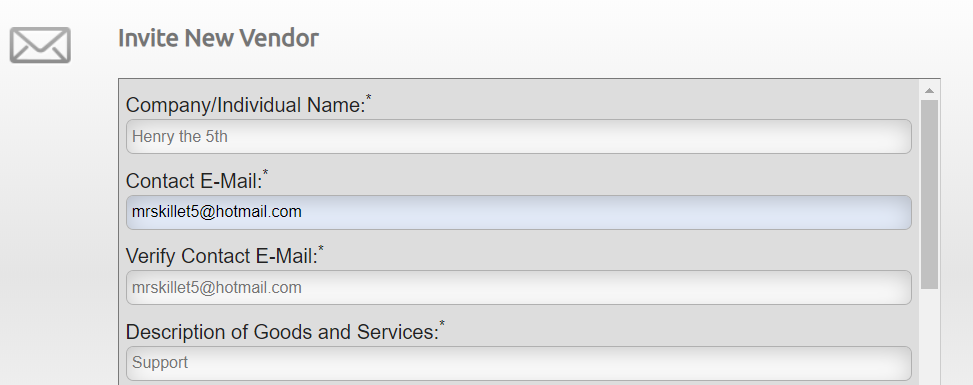 Invite New Vendor
Company/Individual Name:*
Henry the 5th
Contact E-Mail:*
mrskillet5@hotmail.com
Verify Contact E-Mail:*
mrskillet5@hotmail.com
Description of Goods and Services:*
Support